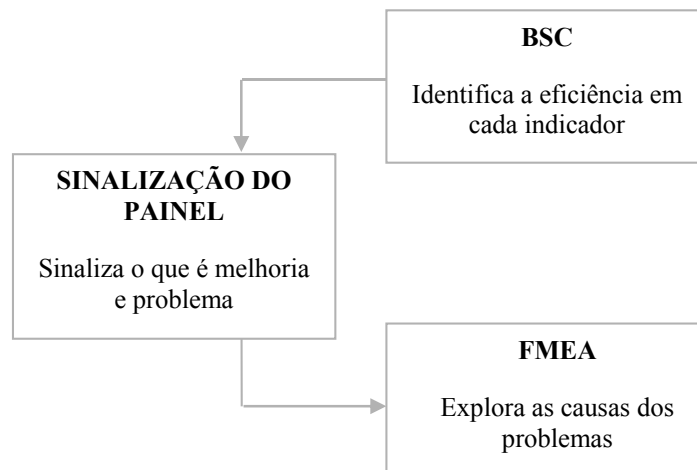 BSC
Identifica a eficiência em
cada indicador
SINALIZAÇÃO DO
PAINEL
Sinaliza o que é melhoria
e problema
FMEA
Explora as causas dos
problemas